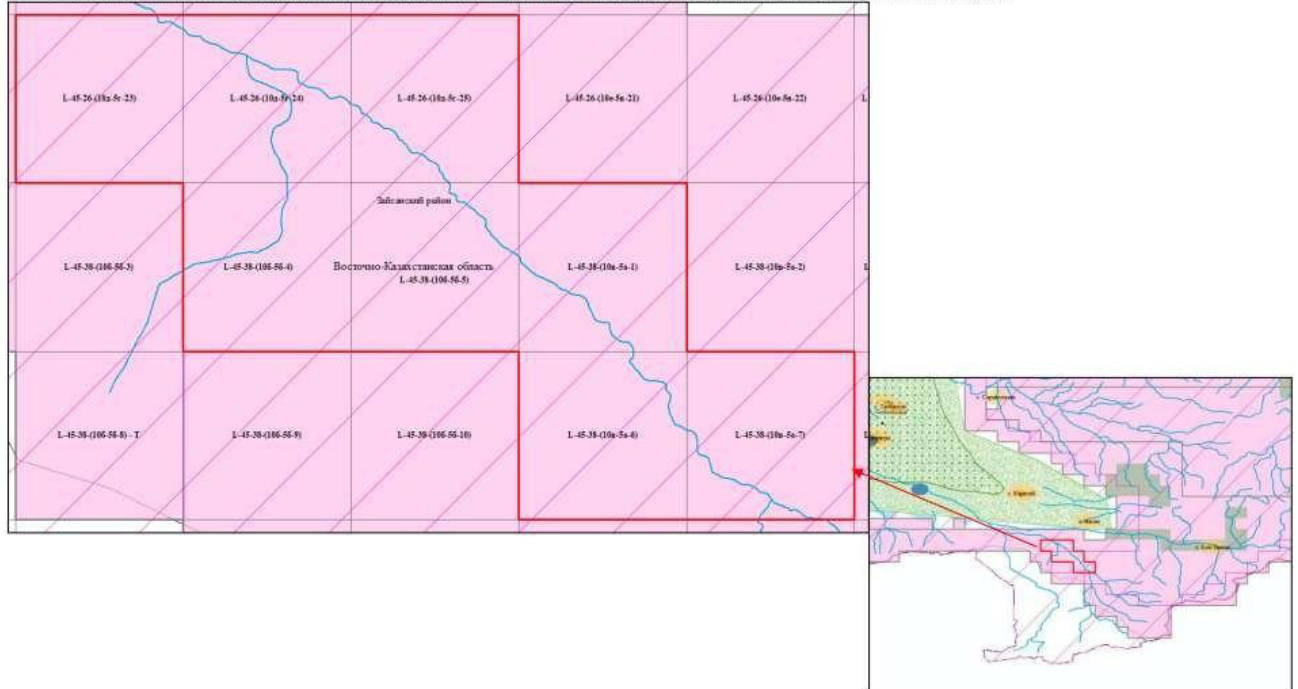 L-45-26-(10д-5г-23)
L-45-26-(10д-5г-24)
L-45-26-(10д-5г-25)
L-45-26-(10е-5в-21)
L-45-26-(10е-5в-22)
Зайсанский район
L-45-38-(10б-5б-3)
L-45-38-(10б-5б-4)
Восточно-Казахстанская область
L-45-38-(10б-5б-5)
L-45-38-(10в-5а-1)
L-45-38-(10в-5а-2)
L-45-38-(10б-5б-8) - Т.
L-45-38-(10б-5б-9)
L-45-38-(10б-5б-10)
L-45-38-(10в-5а-6)
L-45-38-(10в-5а-7)